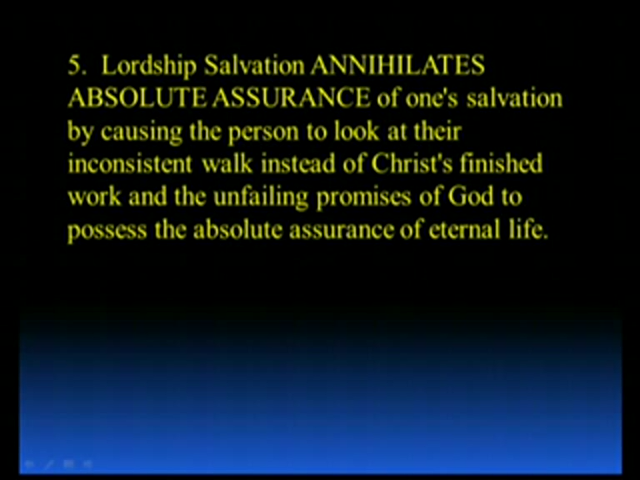 5. Lordship Salvation ANNIHILATES
ABSOLUTE ASSURANCE of one's salvation
by causing the person to look at their
inconsistent walk instead of Christ's finished
work and the unfailing promises of God to
possess the absolute assurance of eternal life.